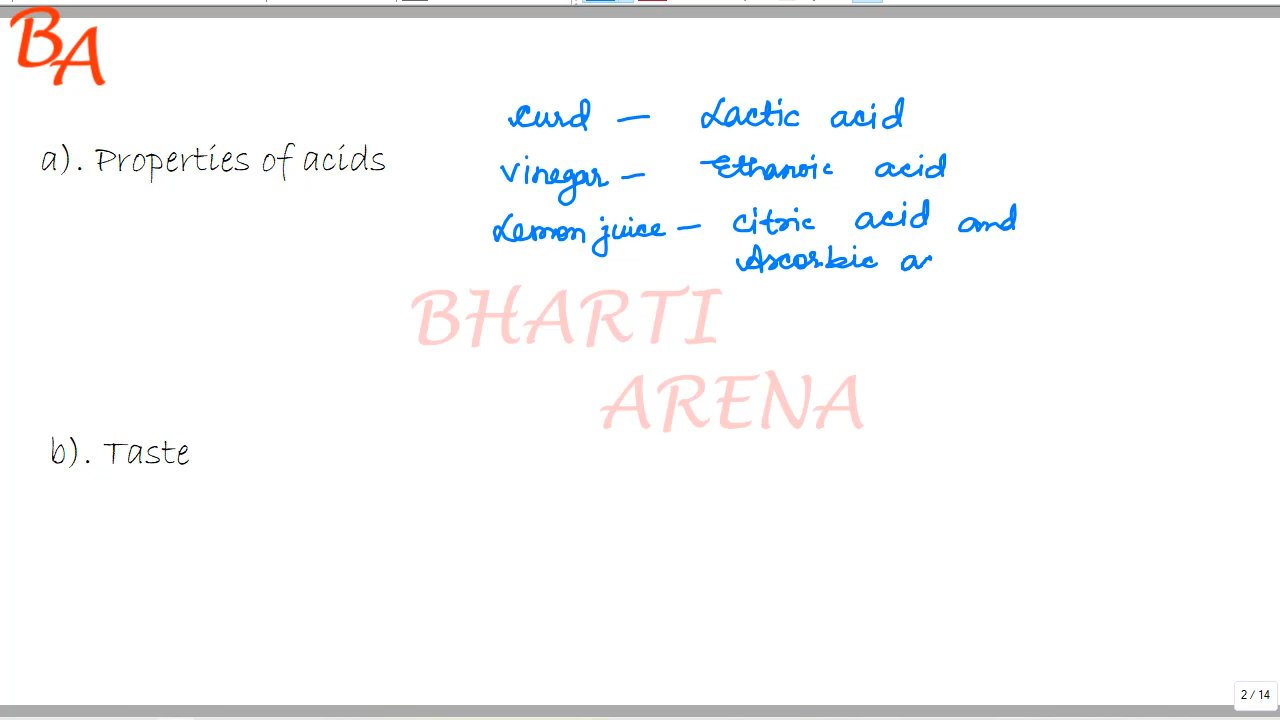 BA
curd — Lactic acid
a). Properties of acids
vinegar — Ethanoic acid
Lemon juice — citric acid and
Ascorbic a
BHARTI
ARENA
b). Taste
2 / 14